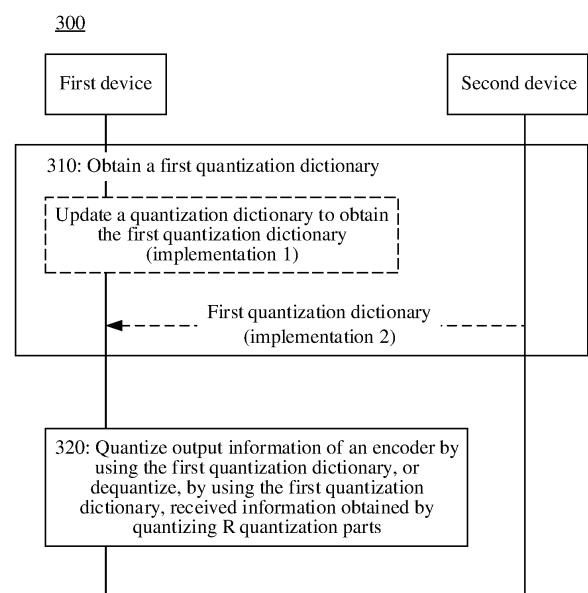 300
First device
Second device
310: Obtain a first quantization dictionary
Update a quantization dictionary to obtain
the first quantization dictionary
(implementation 1)
First quantization dictionary
(implementation 2)
320: Quantize output information of an encoder by
using the first quantization dictionary, or
dequantize, by using the first quantization
dictionary, received information obtained by
quantizing R quantization parts